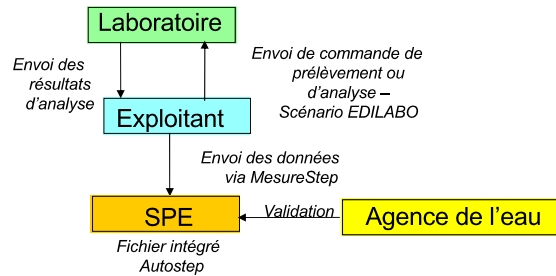 Laboratoire
Envoi des
résultats
d'analyse
Envoi de commande de
prélèvement ou
d'analyse –
Scénario EDILABO
Exploitant
Envoi des données
via MesureStep
SPE
Validation
Agence de l'eau
Fichier intégré
Autostep